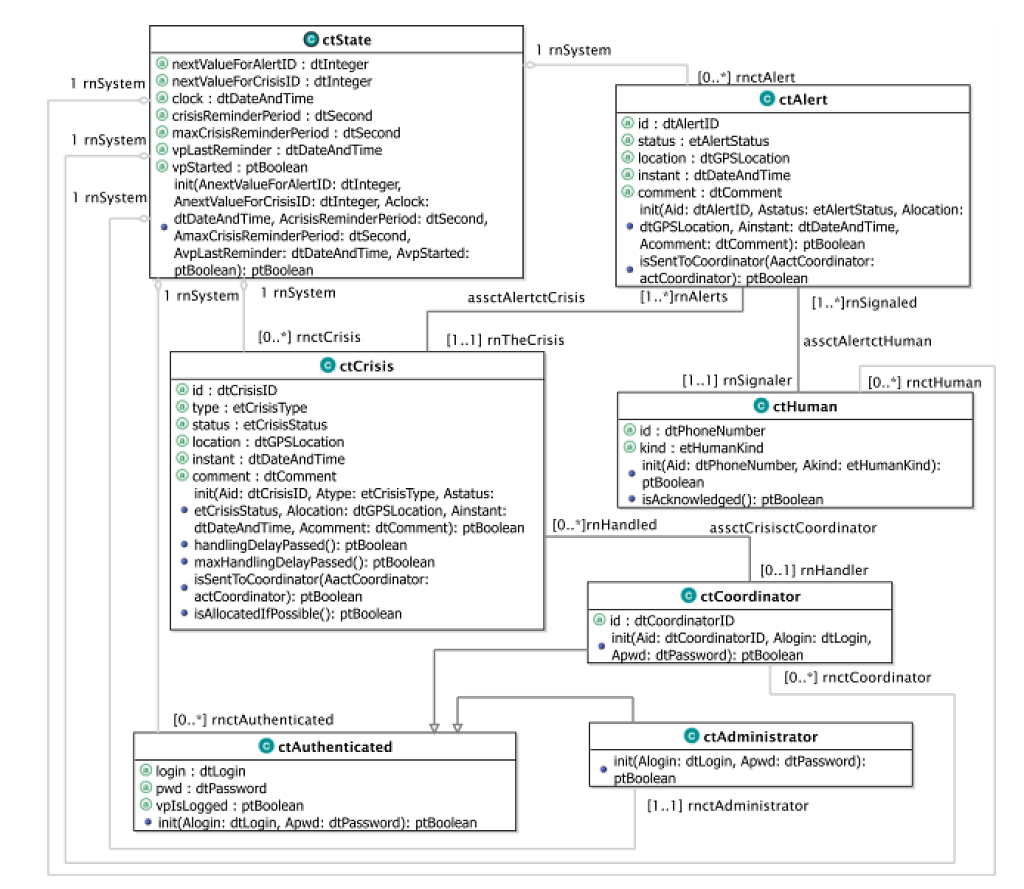 ctState
nextValueForAlertID : dtInteger
nextValueForCrisisID : dtInteger
clock : dtDateAndTime
crisisReminderPeriod : dtSecond
maxCrisisReminderPeriod : dtSecond
vpLastReminder : dtDateAndTime
vpStarted : ptBoolean
init(AnextValueForAlertID: dtInteger,
AnextValueForCrisisID: dtInteger, Aclock:
dtDateAndTime, AcrisisReminderPeriod: dtSecond,
AmaxCrisisReminderPeriod: dtSecond,
AvpLastReminder: dtDateAndTime, AvpStarted:
ptBoolean): ptBoolean
1 rnSystem
1 rnSystem
1 rnSystem
1 rnSystem
[0..*] rnctAlert
ctAlert
id : dtAlertID
status : etAlertStatus
location : dtGPSLocation
instant : dtDateAndTime
comment : dtComment
init(Aid: dtAlertID, Astatus: etAlertStatus, Alocation:
dtGPSLocation, Ainstant: dtDateAndTime,
Acomment: dtComment): ptBoolean
isSentToCoordinator(AactCoordinator:
actCoordinator): ptBoolean
1 rnSystem
1 rnSystem
assctAlertctCrisis
[1..*]rnAlerts
[1..*]rnSignaled
[0..*] rnctCrisis
[1..1] rnTheCrisis
assctAlertctHuman
[1..1] rnSignaler
[0..*] rnctHuman
ctCrisis
id : dtCrisisID
type : etCrisisType
status : etCrisisStatus
location : dtGPSLocation
instant : dtDateAndTime
comment : dtComment
init(Aid: dtCrisisID, Atype: etCrisisType, Astatus:
etCrisisStatus, Alocation: dtGPSLocation, Ainstant:
dtDateAndTime, Acomment: dtComment): ptBoolean
handlingDelayPassed(): ptBoolean
maxHandlingDelayPassed(): ptBoolean
isSentToCoordinator(AactCoordinator:
actCoordinator): ptBoolean
isAllocatedIfPossible(): ptBoolean
ctHuman
id : dtPhoneNumber
kind : etHumanKind
init(Aid: dtPhoneNumber, Akind: etHumanKind):
ptBoolean
isAcknowledged(): ptBoolean
[0..*]rnHandled
assctCrisisctCoordinator
[0..1] rnHandler
ctCoordinator
id : dtCoordinatorID
init(Aid: dtCoordinatorID, Alogin: dtLogin,
Apwd: dtPassword): ptBoolean
[0..*] rnctCoordinator
[0..*] rnctAuthenticated
ctAuthenticated
login : dtLogin
pwd : dtPassword
vpIsLogged : ptBoolean
init(Alogin: dtLogin, Apwd: dtPassword): ptBoolean
ctAdministrator
init(Alogin: dtLogin, Apwd: dtPassword):
ptBoolean
[1..1] rnctAdministrator